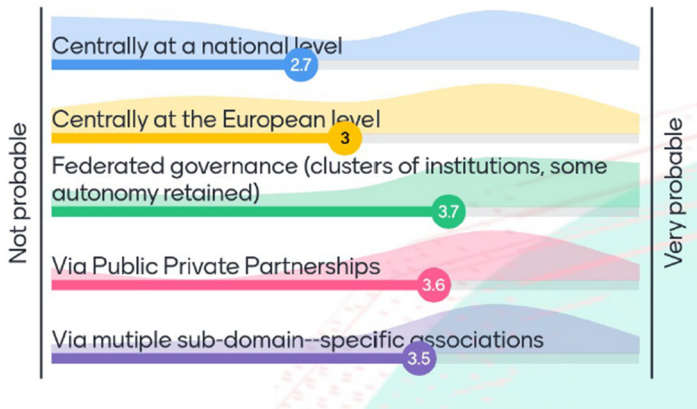 Not probable
Centrally at a national level
2.7
Centrally at the European level
3
Federated governance (clusters of institutions, some
autonomy retained)
3.7
Via Public Private Partnerships
3.6
Via mutiple sub-domain--specific associations
3.5
Very probable